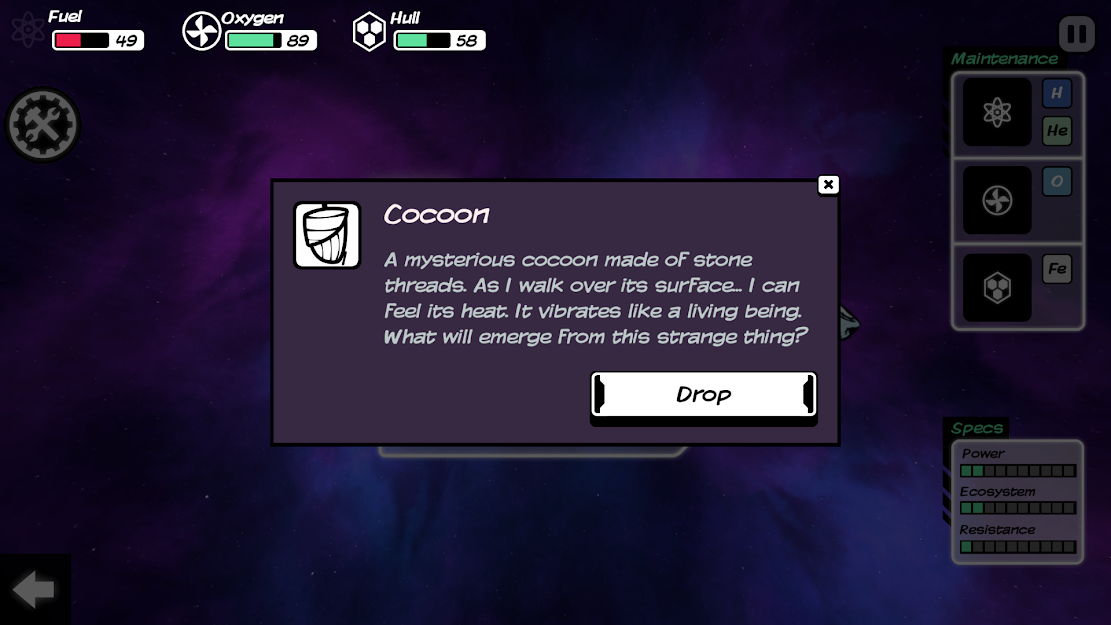 Fuel
49
Oxygen
89
Hull
58
Maintenance
H
He
O
Fe
Cocoon
A mysterious cocoon made of stone
threads. As I walk over its surface... I can
feel its heat. It vibrates like a living being.
What will emerge from this strange thing?
Drop
Specs
Power
Ecosystem
Resistance